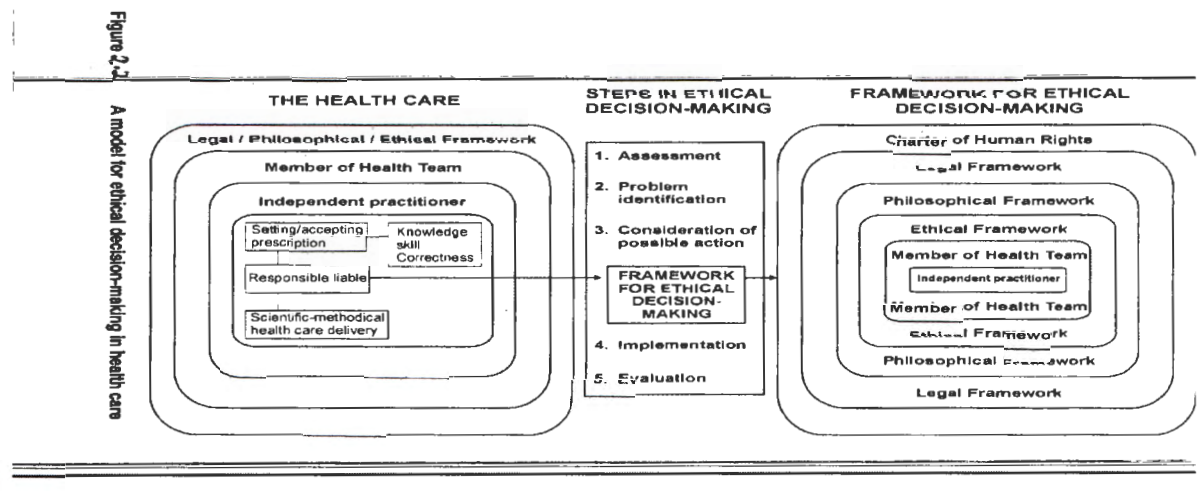 Figure 2.2 A model for ethical decision-making in health care
THE HEALTH CARE
Legal / Philosophical / Ethical Framework
Member of Health Team
Independent practitioner
Setting/accepting
prescription
Knowledge
skill
Correctness
Responsible liable
Scientific-methodical
health care delivery
STEPS IN ETHICAL
DECISION-MAKING
1. Assessment
2. Problem
identification
3. Consideration of
possible action
FRAMEWORK
FOR ETHICAL
DECISION-
MAKING
4. Implementation
5. Evaluation
FRAMEWORK FOR ETHICAL
DECISION-MAKING
Charter of Human Rights
Legal Framework
Philosophical Framework
Ethical Framework
Member of Health Team
Independent practitioner
Member of Health Team
Ethical Framework
Philosophical Framework
Legal Framework